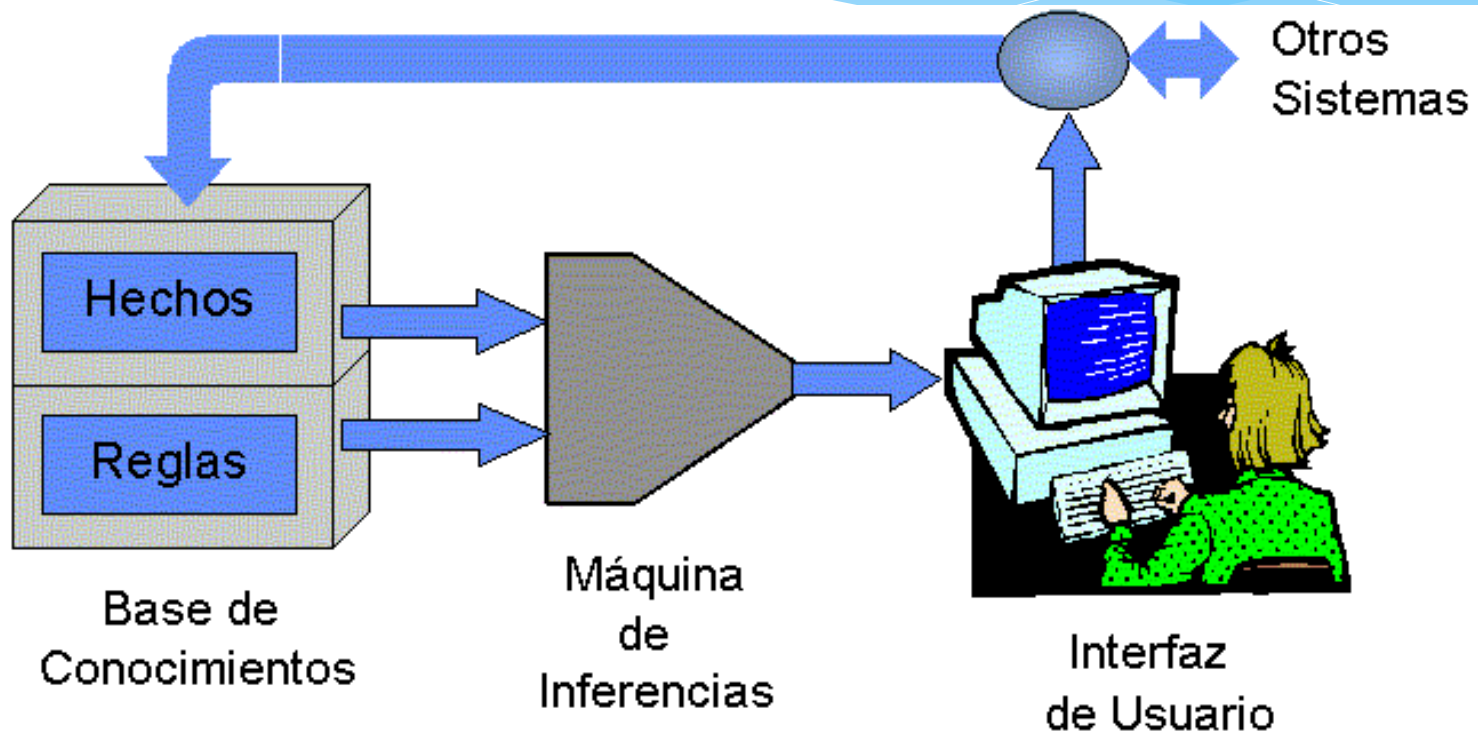 Otros
Sistemas
Hechos
Reglas
Base de
Conocimientos
Máquina
de
Inferencias
Interfaz
de Usuario